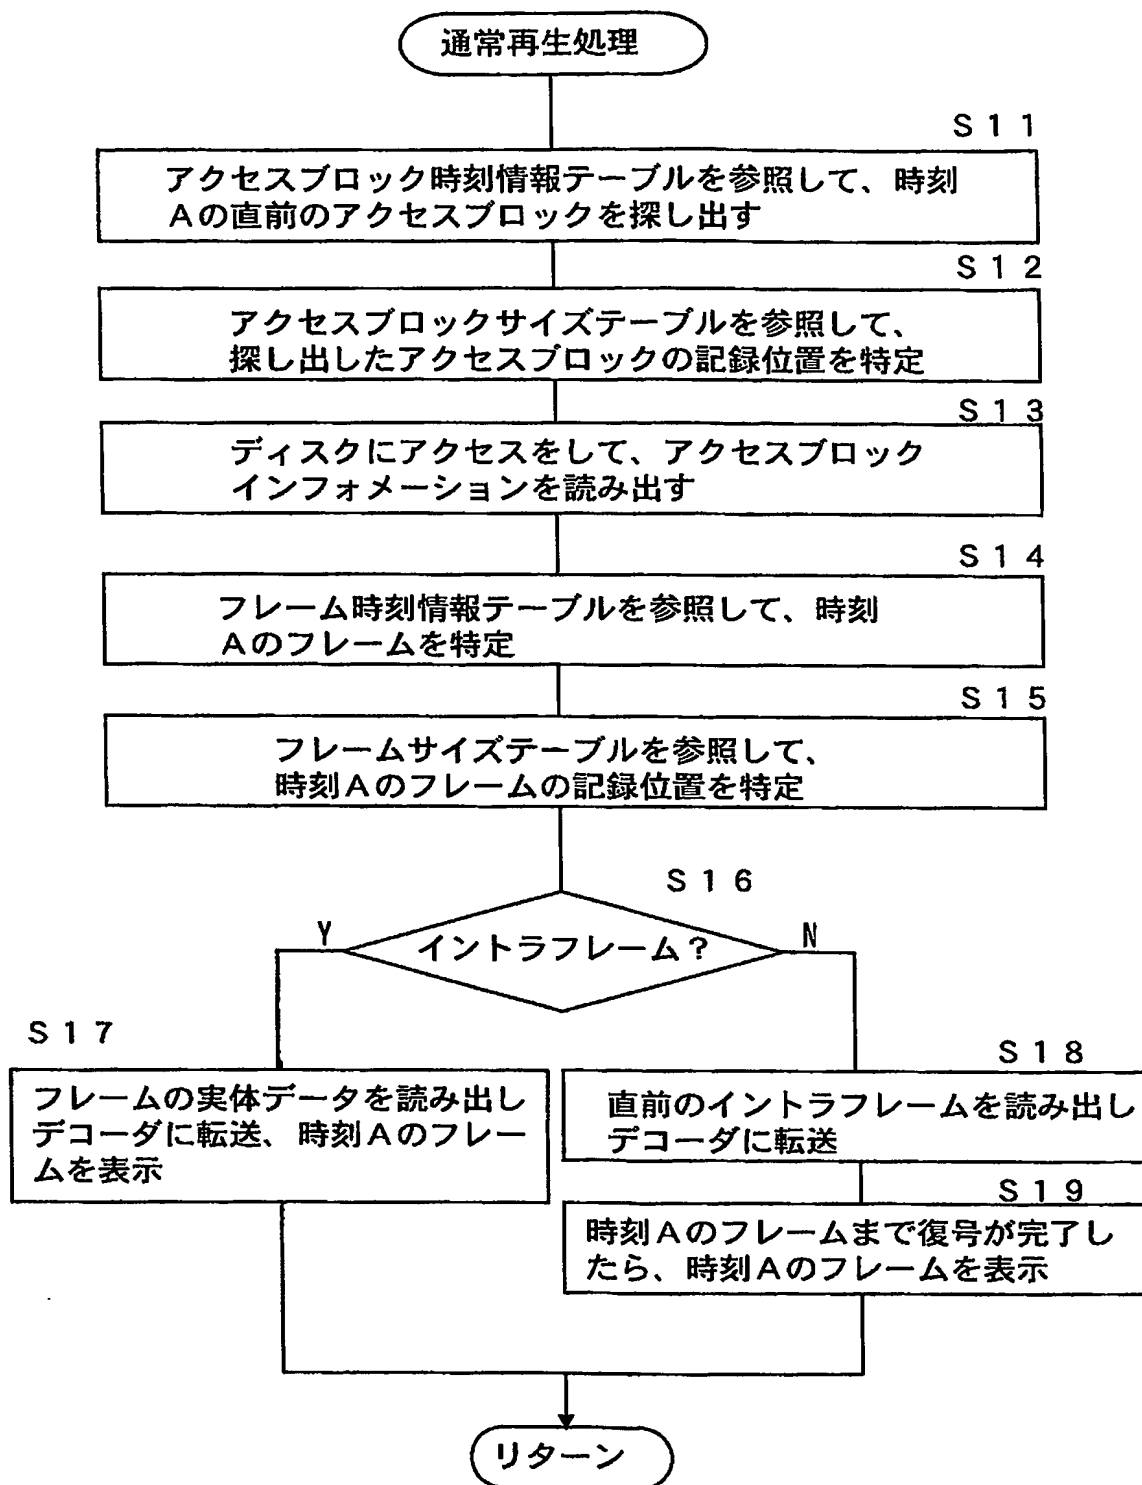 通常再生処理
S11
アクセスブロック時刻情報テーブルを参照して、時刻
Aの直前のアクセスブロックを探し出す
S12
アクセスブロックサイズテーブルを参照して、
探し出したアクセスブロックの記録位置を特定
S13
ディスクにアクセスをして、アクセスブロック
インフォメーションを読み出す
S14
フレーム時刻情報テーブルを参照して、時刻
Aのフレームを特定
S15
フレームサイズテーブルを参照して、
時刻Aのフレームの記録位置を特定
S16
Y
イントラフレーム?
N
S17
フレームの実体データを読み出し
デコーダに転送、時刻Aのフレー
ムを表示
S18
直前のイントラフレームを読み出し
デコーダに転送
S19
時刻Aのフレームまで復号が完了し
たら、時刻Aのフレームを表示
リターン